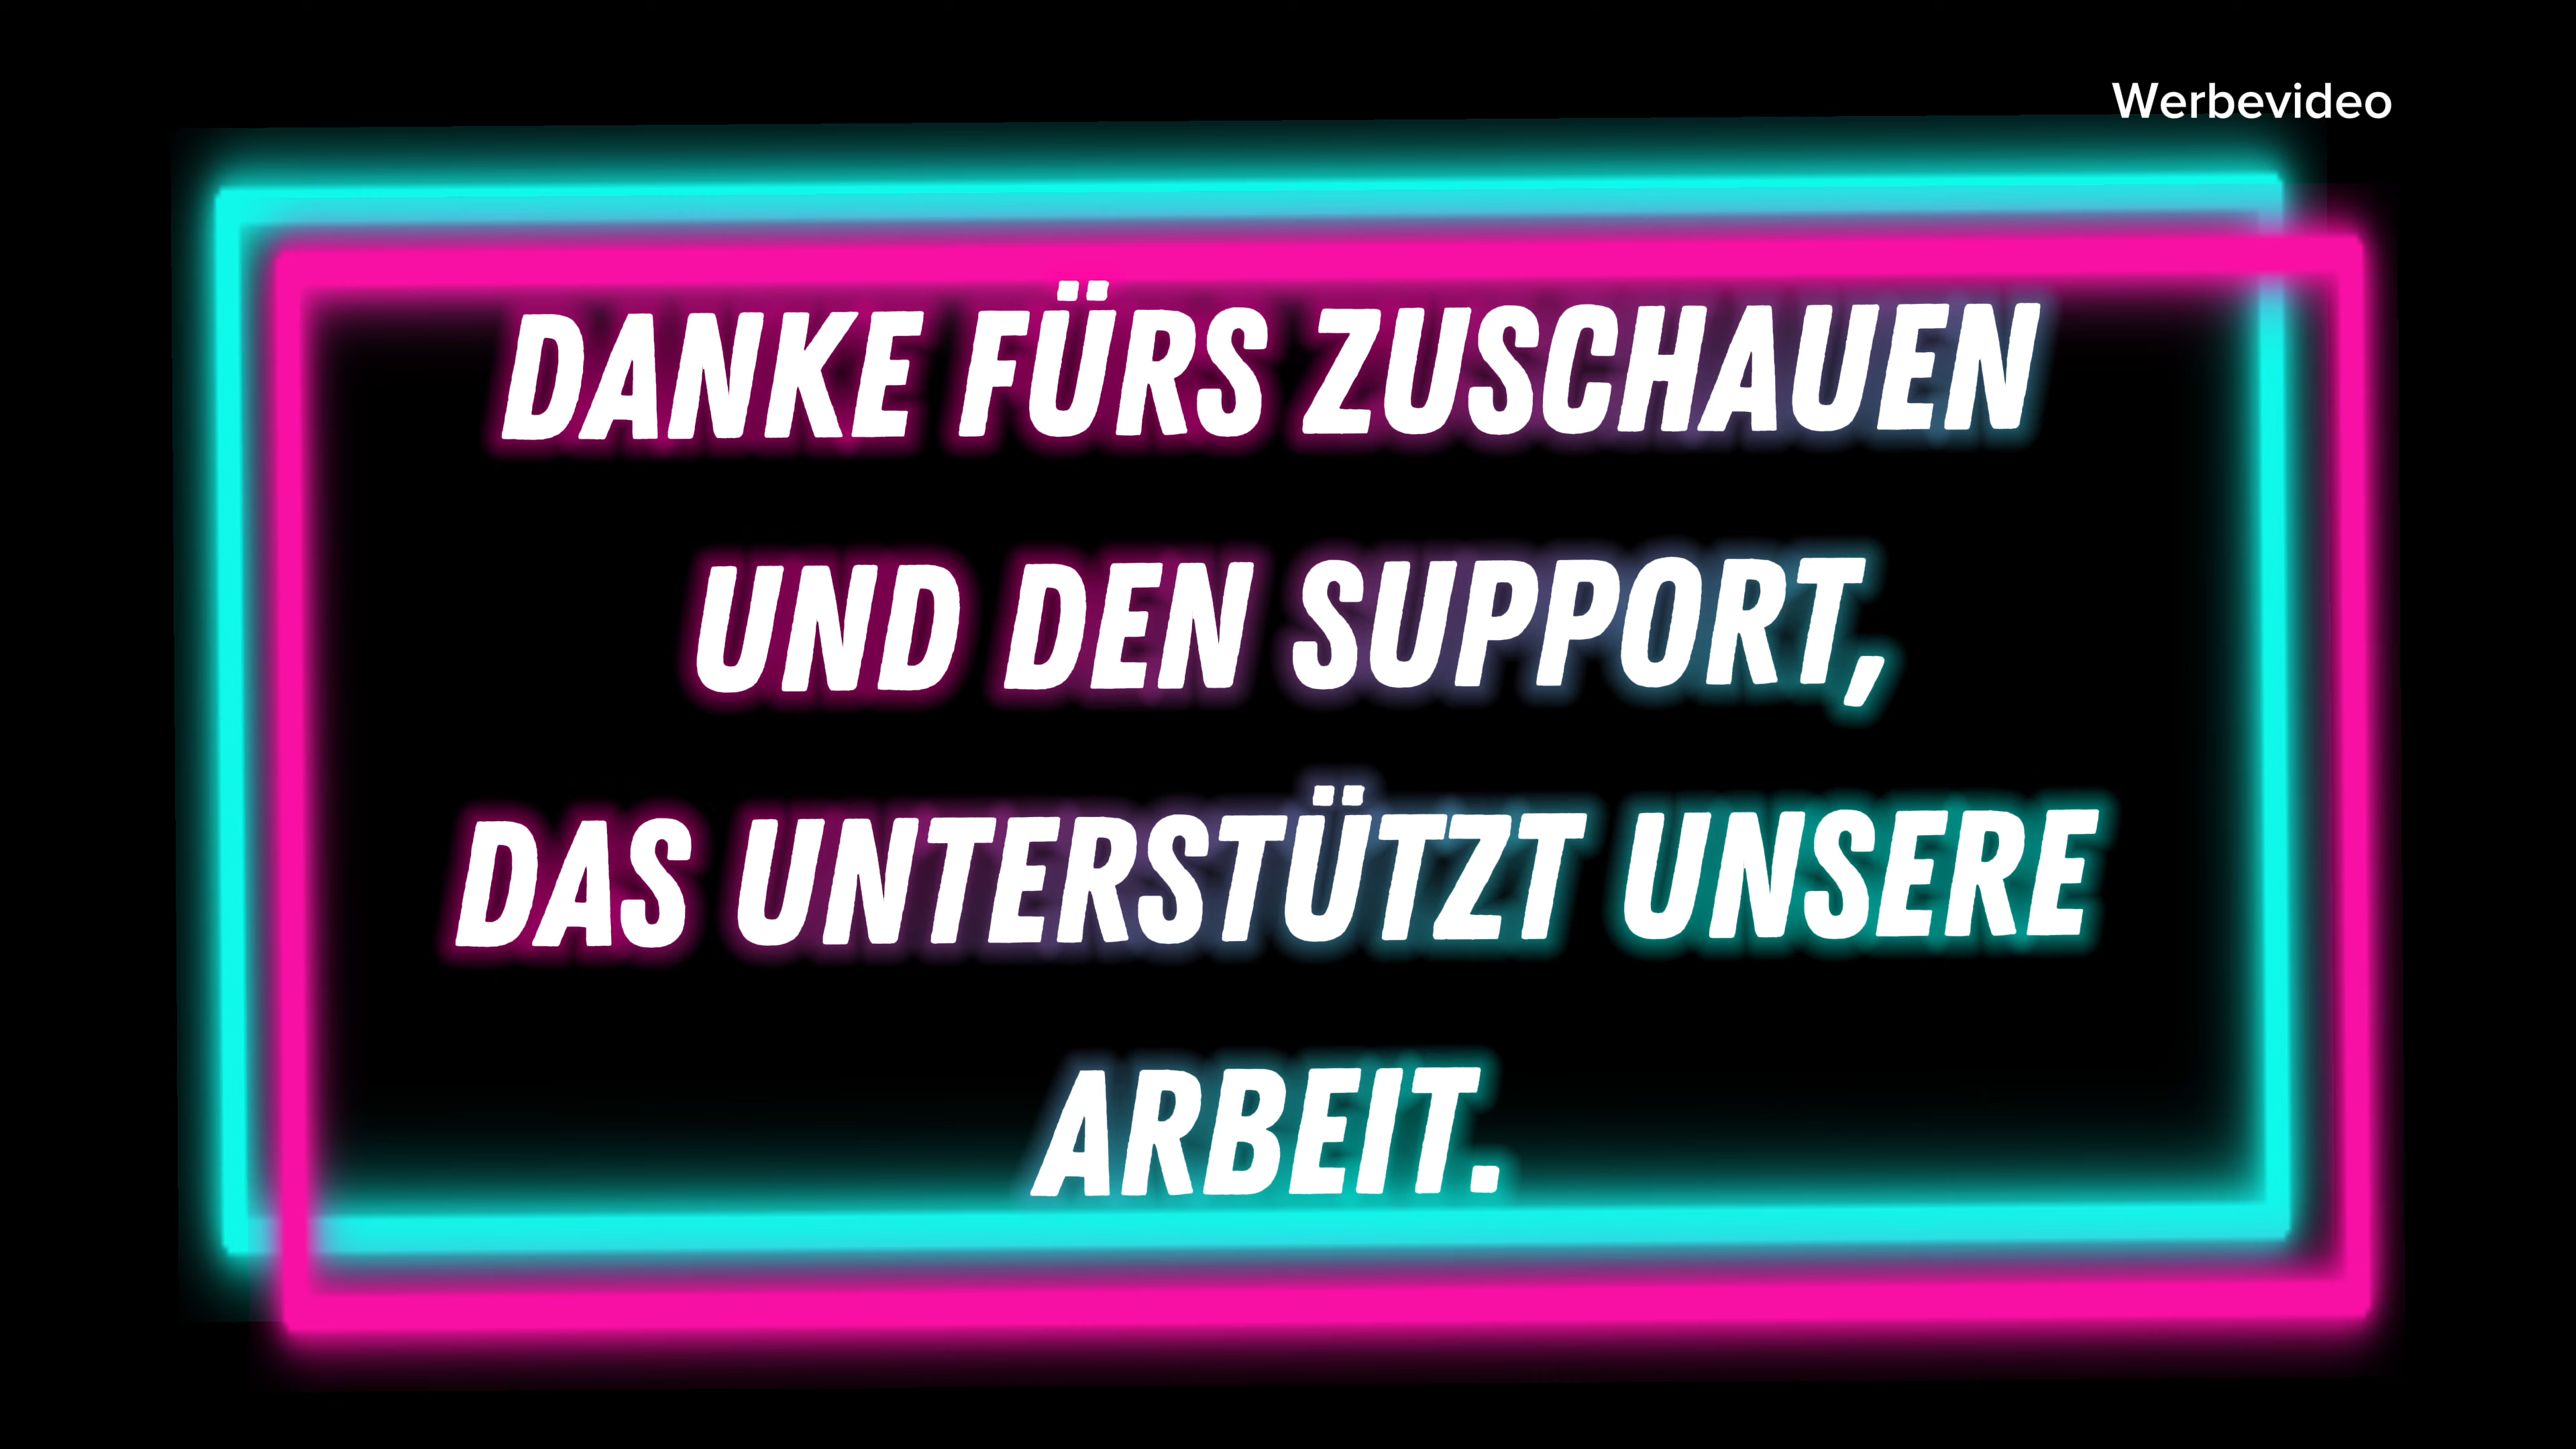 Werbevideo
DANKE FÜRS ZUSCHAUEN
UND DEN SUPPORT,
DAS UNTERSTÜTZT UNSERE
ARBEIT.